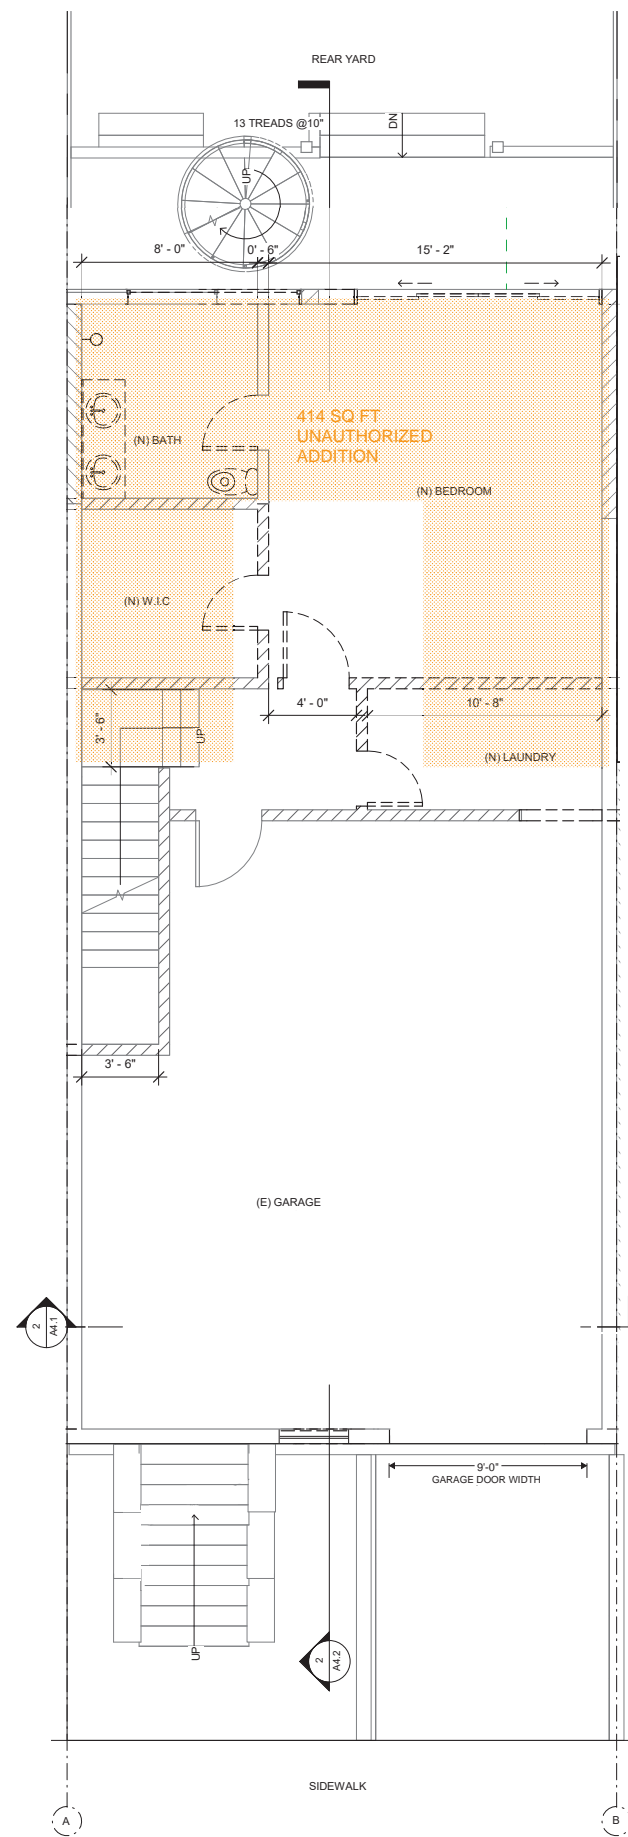 REAR YARD
13 TREADS @10"
DN
UP
8' - 0"
0' - 6"
15' - 2"
414 SQ FT
UNAUTHORIZED
ADDITION
(N) BATH
(N) BEDROOM
(N) W.I.C
4' - 0"
10' - 8"
3' - 6"
UP
(N) LAUNDRY
3' - 6"
(E) GARAGE
2
A4.1
9'-0"
GARAGE DOOR WIDTH
UP
2
A4.2
SIDEWALK
A
B